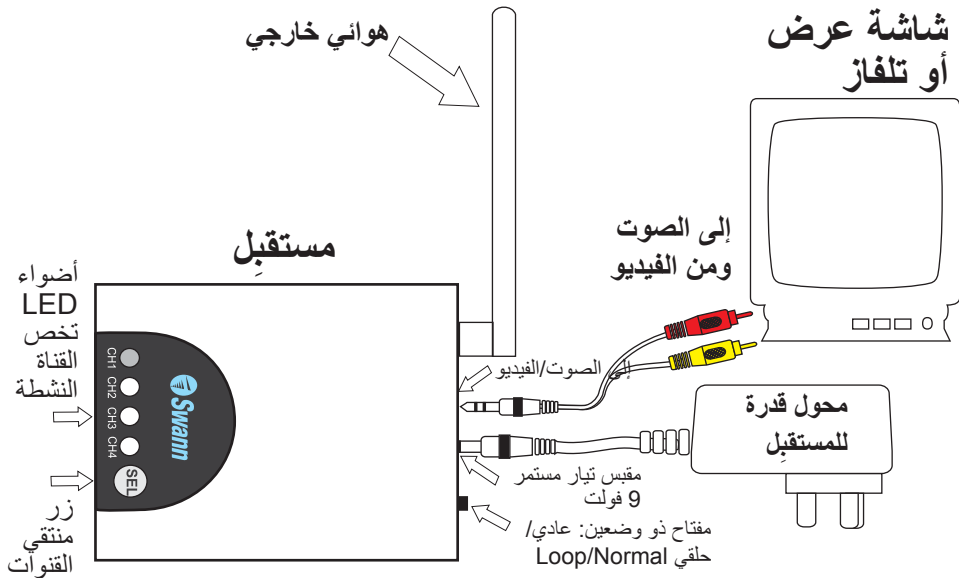 شاشة عرض
أو تلفاز
هوائي خارجي
إلى الصوت
ومن الفيديو
مستقبِل
أضواء
LED
تخص
القناة
النشطة
CH1
CH2
CH3
CH4
SEL
Swann
إلى الصوت/الفيديو
محول قدرة
للمستقبِل
مقبس تيار مستمر
9 فولت
مفتاح ذو وضعين: عادي/
حلقي Loop/Normal
زر
منتقي
القنوات